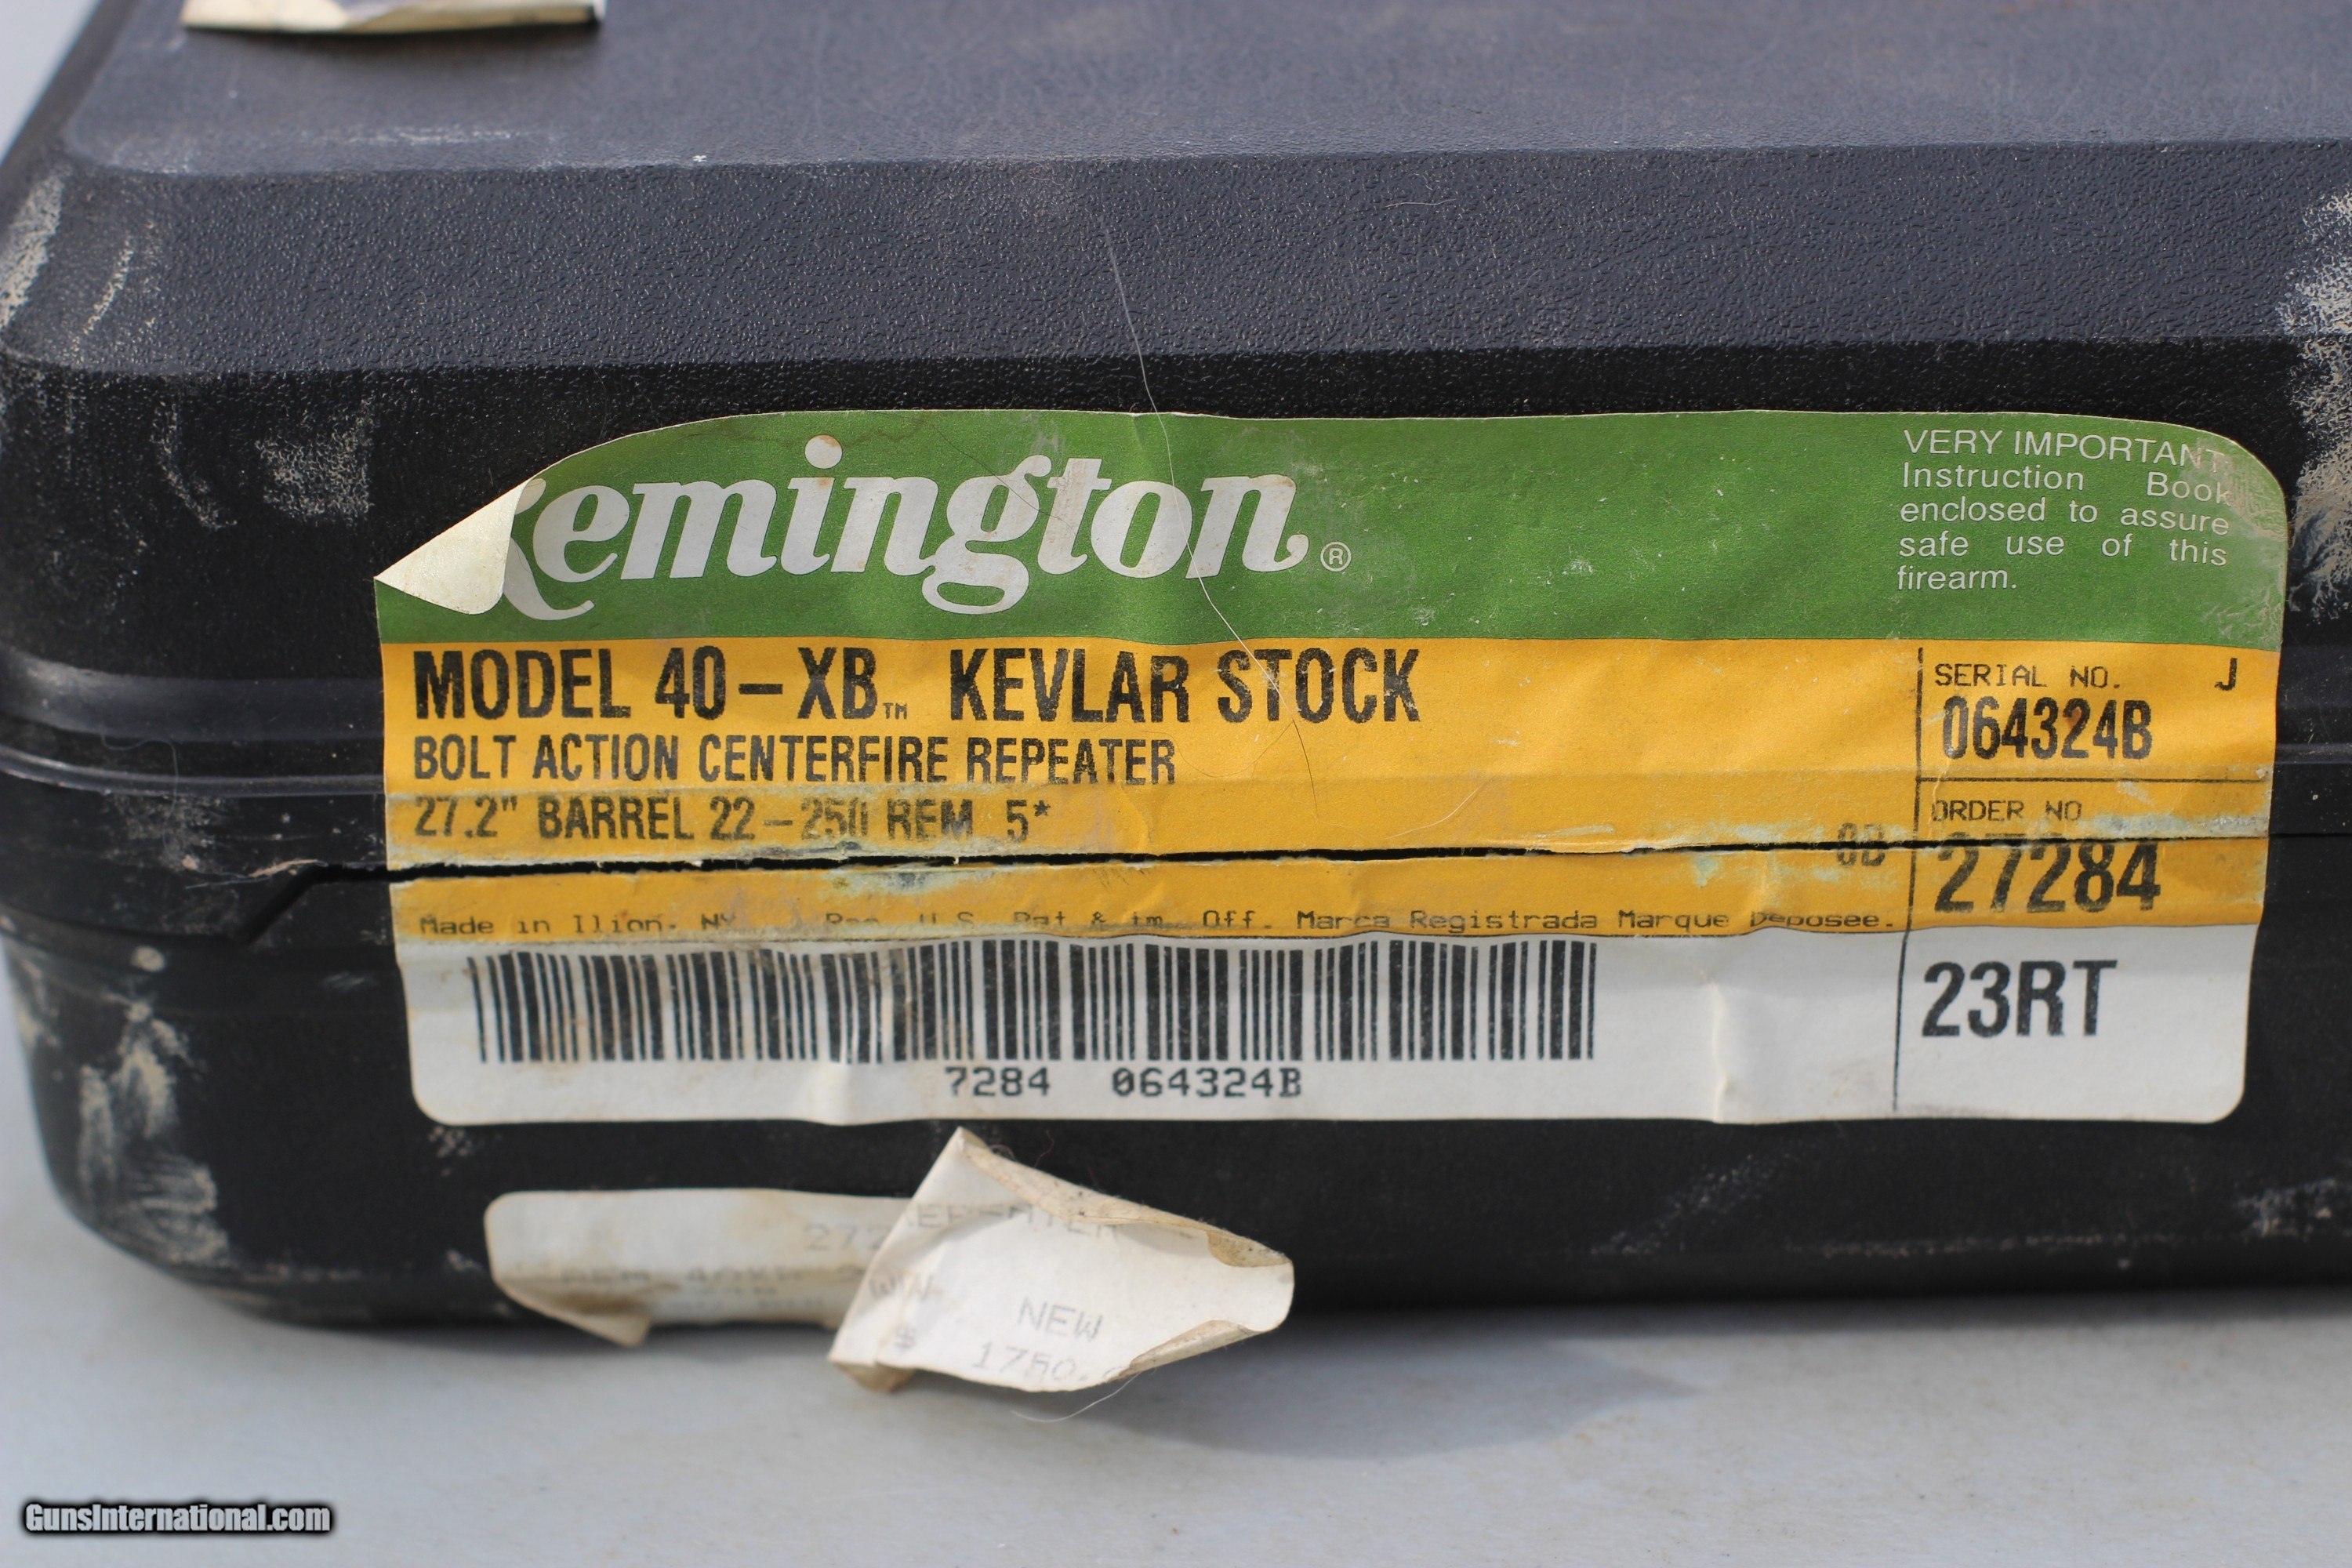 Remington®
VERY IMPORTANT
Instruction Book
enclosed to assure
safe use of this
firearm.
MODEL 40-XB™ KEVLAR STOCK
BOLT ACTION CENTERFIRE REPEATER
27.2" BARREL 22-250 REM 5*
SERIAL NO. J
064324B
ORDER NO
27284
Made in Ilion, NY. Reg. U.S. Pat & tm. Off. Marca Registrada Marque Deposee.
23RT
7284 064324B
NEW
GunsInternational.com